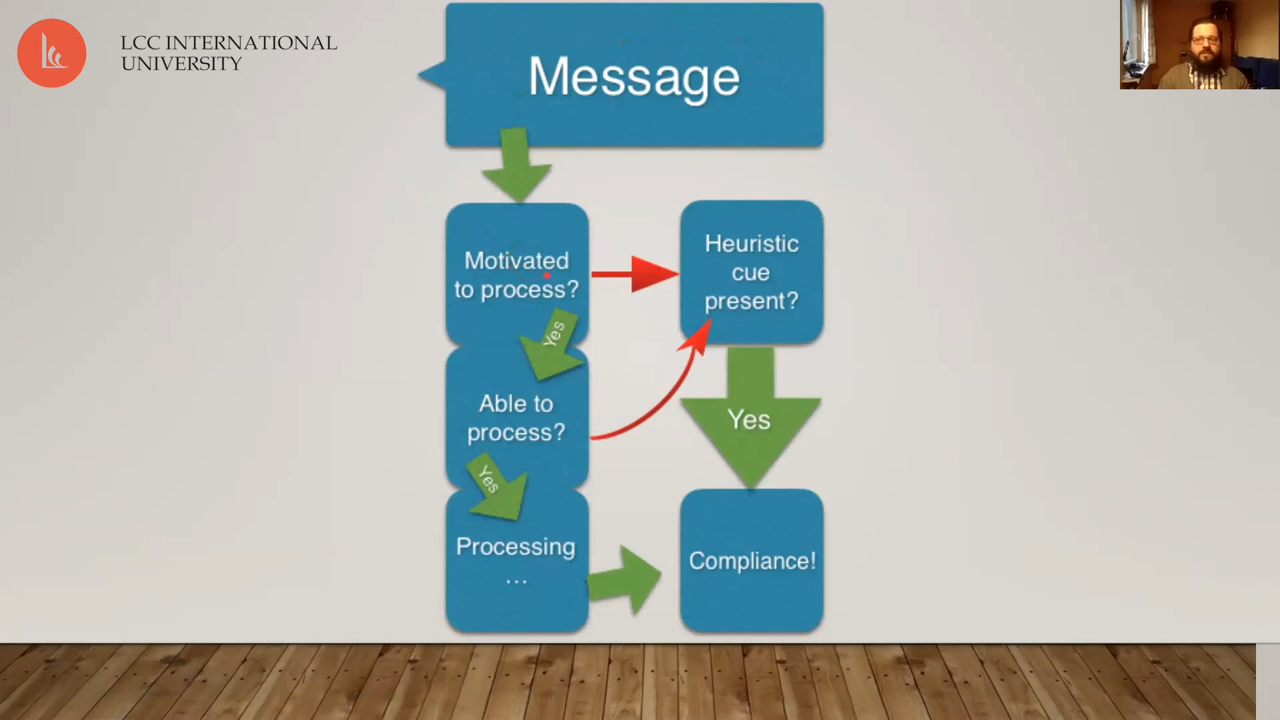 LCC INTERNATIONAL
UNIVERSITY
Message
Motivated
to process?
Heuristic
cue
present?
Yes
Able to
process?
Yes
Yes
Processing
...
Compliance!